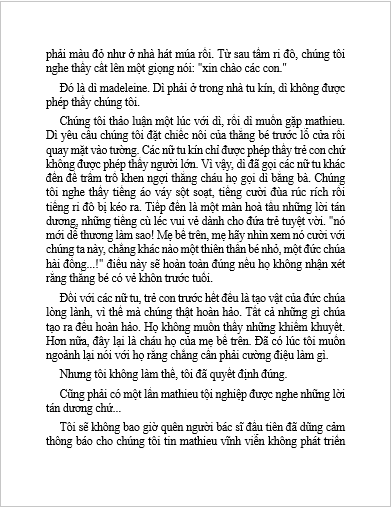 phải màu đỏ như ở nhà hát múa rối. Từ sau tấm ri đô, chúng tôi
nghe thấy cất lên một giọng nói: "xin chào các con."
Đó là dì madeleine. Dì phải ở trong nhà tu kín, dì không được
phép thấy chúng tôi.
Chúng tôi thảo luận một lúc với dì, rồi dì muốn gặp mathieu.
Dì yêu cầu chúng tôi đặt chiếc nôi của thằng bé trước lỗ cửa rồi
quay mặt vào tường. Các nữ tu kín chỉ được phép thấy trẻ con chứ
không được phép thấy người lớn. Vì vậy, dì đã gọi các nữ tu khác
đến để trầm trồ khen ngợi thằng cháu họ gọi dì bằng bà. Chúng
tôi nghe thấy tiếng áo váy sột soạt, tiếng cười đùa rúc rích rồi
tiếng ri đô bị kéo ra. Tiếp đến là một màn hoà tấu những lời tán
dương, những tiếng cù léc vui vẻ dành cho đứa trẻ tuyệt vời. "nó
mới dễ thương làm sao! Mẹ bề trên, mẹ hãy nhìn xem nó cười với
chúng ta này, chẳng khác nào một thiên thần bé nhỏ, một đức chúa
hài đồng...!" điều này sẽ hoàn toàn đúng nếu họ không nhận xét
rằng thằng bé có vẻ khôn trước tuổi.
Đối với các nữ tu, trẻ con trước hết đều là tạo vật của đức chúa
lòng lành, vì thế mà chúng thật hoàn hảo. Tất cả những gì chúa
tạo ra đều hoàn hảo. Họ không muốn thấy những khiếm khuyết.
Hơn nữa, đây lại là cháu họ của mẹ bề trên. Đã có lúc tôi muốn
ngoảnh lại nói với họ rằng chẳng cần phải cường điệu làm gì.
Nhưng tôi không làm thế, tôi đã quyết định đúng.
Cũng phải có một lần mathieu tội nghiệp được nghe những lời
tán dương chứ...
Tôi sẽ không bao giờ quên người bác sĩ đầu tiên đã dũng cảm
thông báo cho chúng tôi tin mathieu vĩnh viễn không phát triển